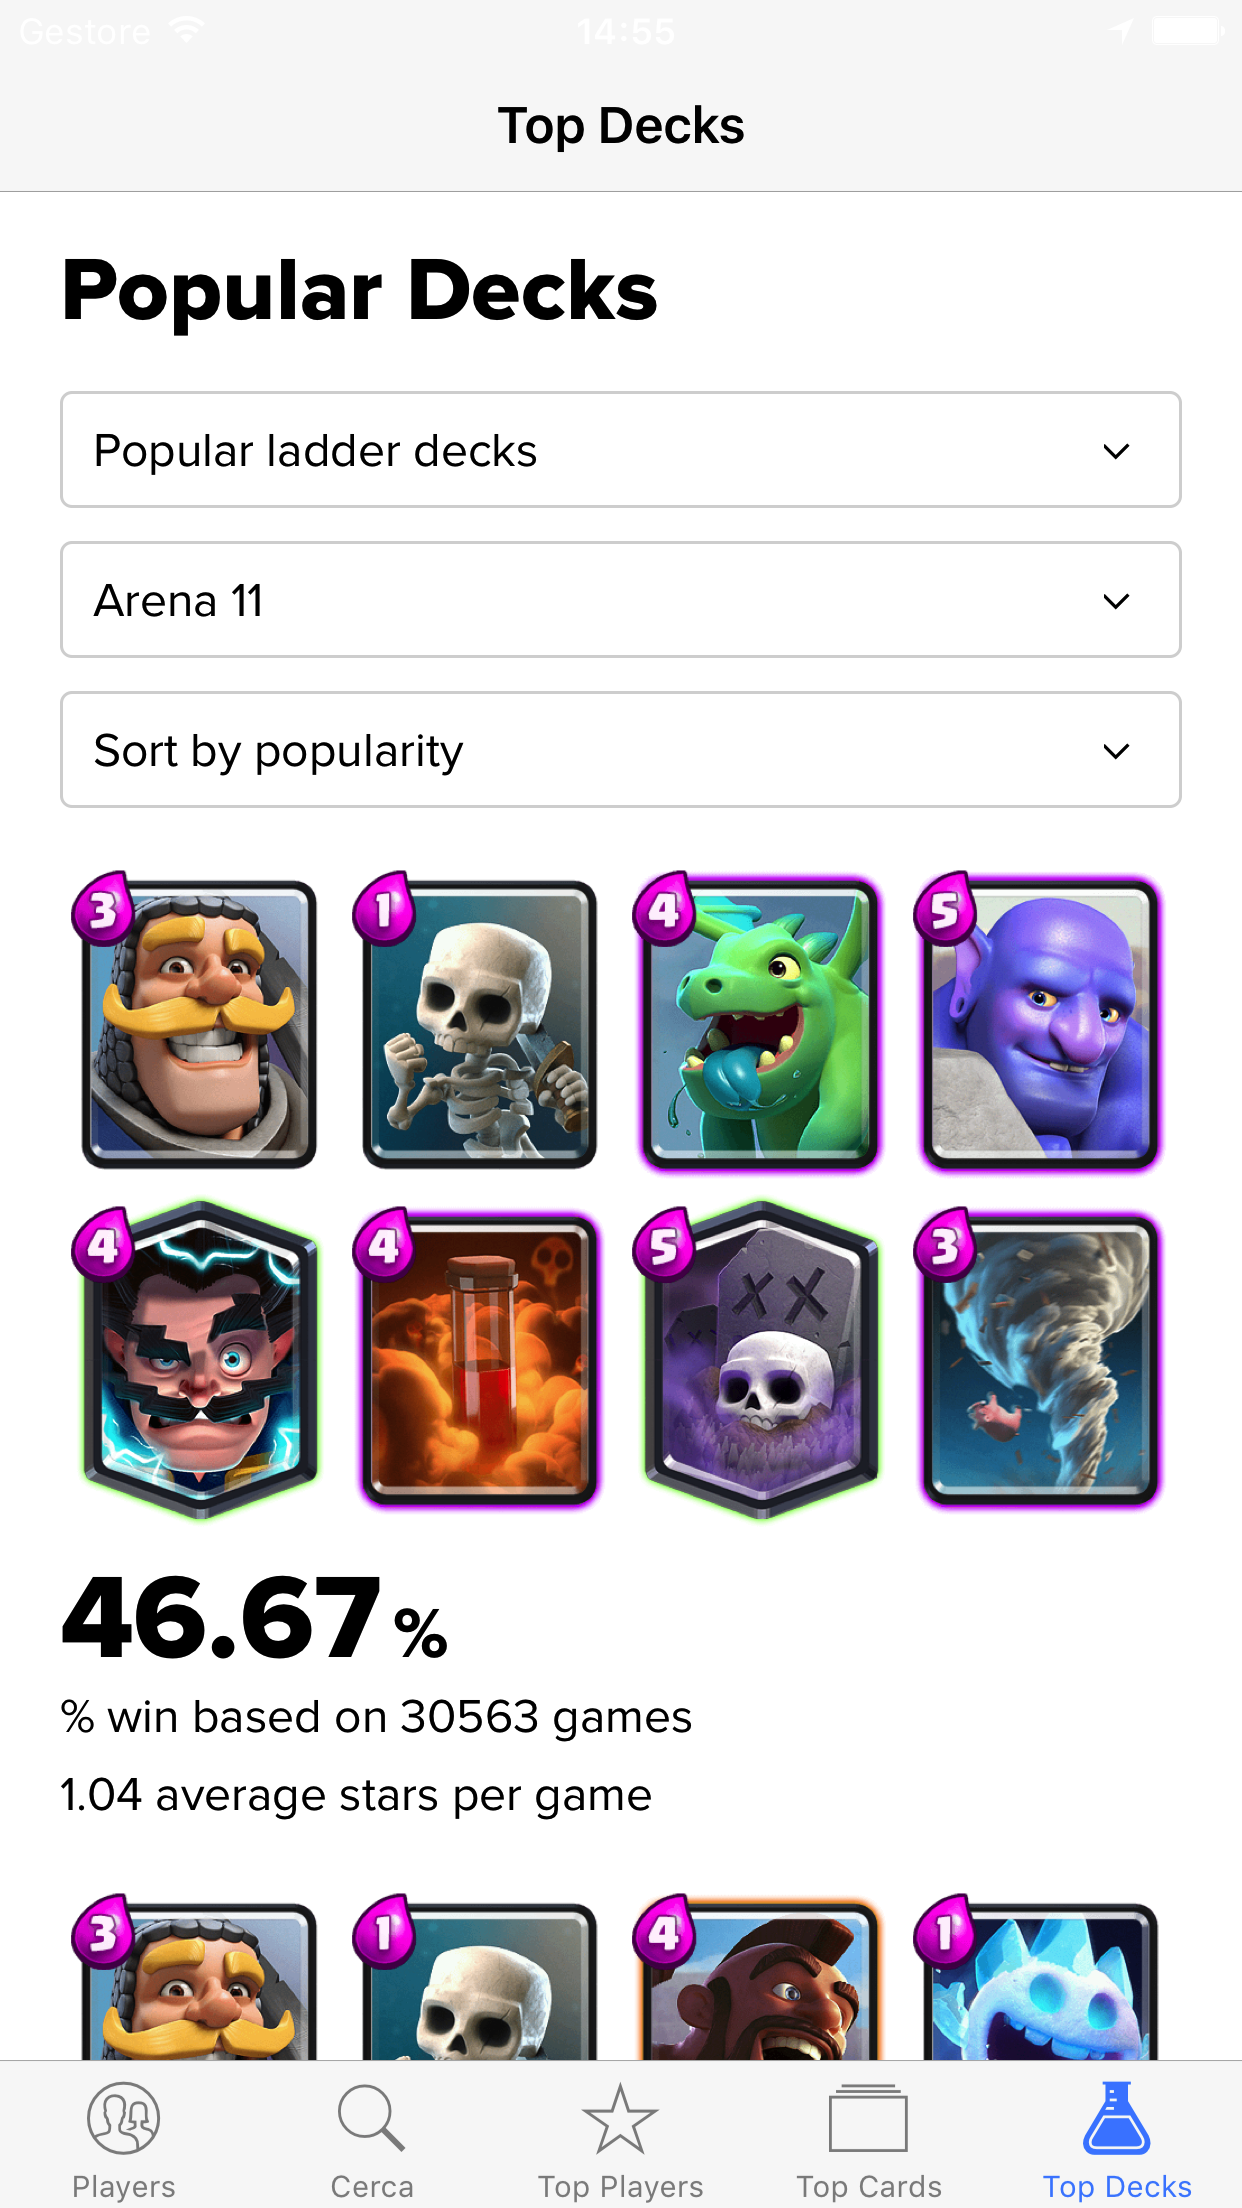 Gestore 14:55
Top Decks
Popular Decks
Popular ladder decks
Arena 11
Sort by popularity
3 1 4 5
4 4 5 3
46.67 %
% win based on 30563 games
1.04 average stars per game
3 1 4 1
Players Cerca Top Players Top Cards Top Decks